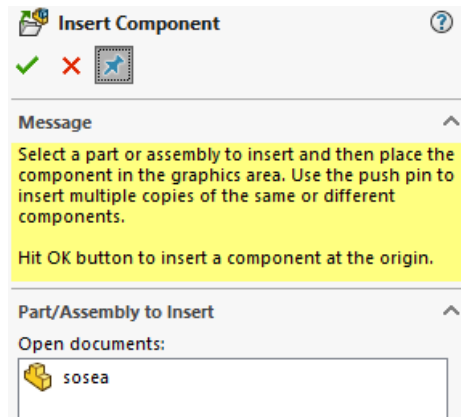 Insert Component
Message
Select a part or assembly to insert and then place the
component in the graphics area. Use the push pin to
insert multiple copies of the same or different
components.
Hit OK button to insert a component at the origin.
Part/Assembly to Insert
Open documents:
sosea